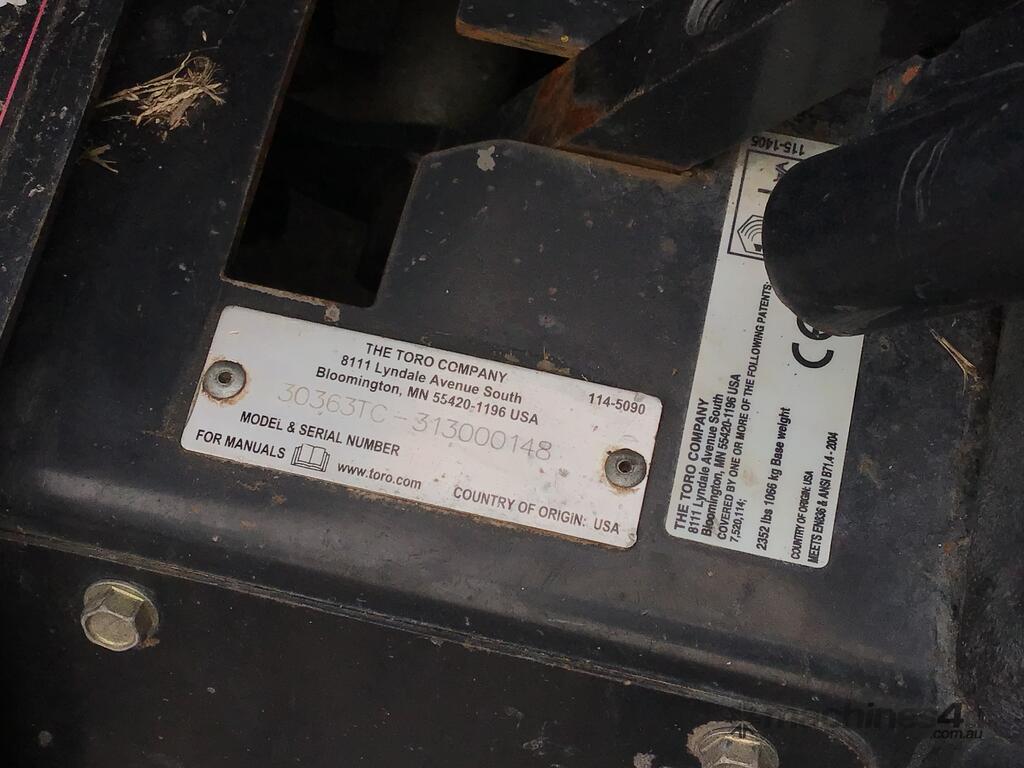 THE TORO COMPANY
8111 Lyndale Avenue South
Bloomington, MN 55420-1196 USA
114-5090
30363TC-313000148
MODEL & SERIAL NUMBER
FOR MANUALS
www.toro.com
COUNTRY OF ORIGIN: USA
115-1405
THE TORO COMPANY
8111 Lyndale Avenue South
Bloomington, MN 55420-1196 USA
COVERED BY ONE OR MORE OF THE FOLLOWING PATENTS:
7,520,114;
2352 lbs 1066 kg Base weight
CE
COUNTRY OF ORIGIN: USA
MEETS EN836 & ANSI B71.4 - 2004
machines4
.com.au